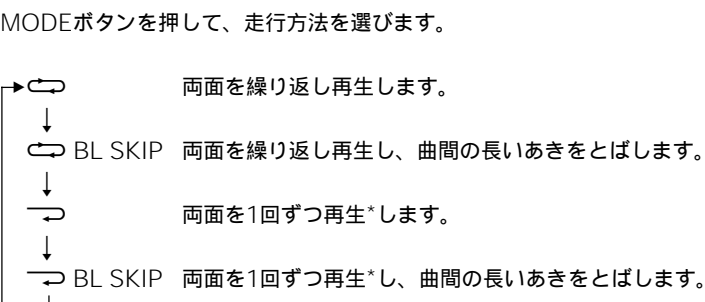 MODEボタンを押して、走行方法を選びます。
両面を繰り返し再生します。
BL SKIP 両面を繰り返し再生し、曲間の長いあきをとばします。
両面を1回ずつ再生*します。
BL SKIP 両面を1回ずつ再生*し、曲間の長いあきをとばします。